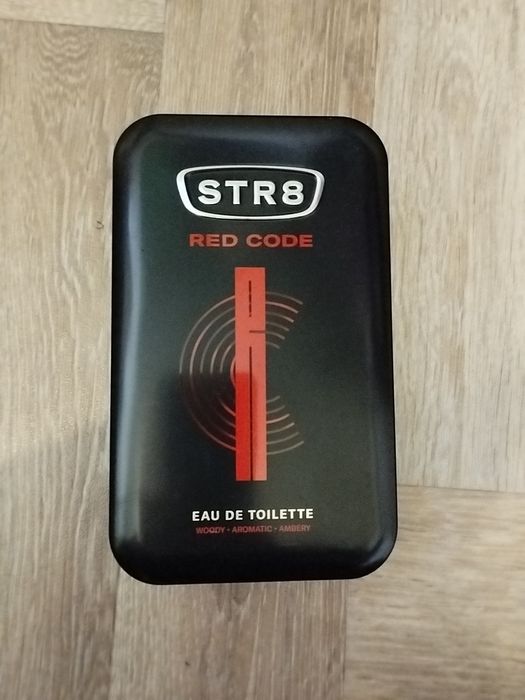 STR8
RED CODE
EAU DE TOILETTE
WOODY • AROMATIC • AMBERY